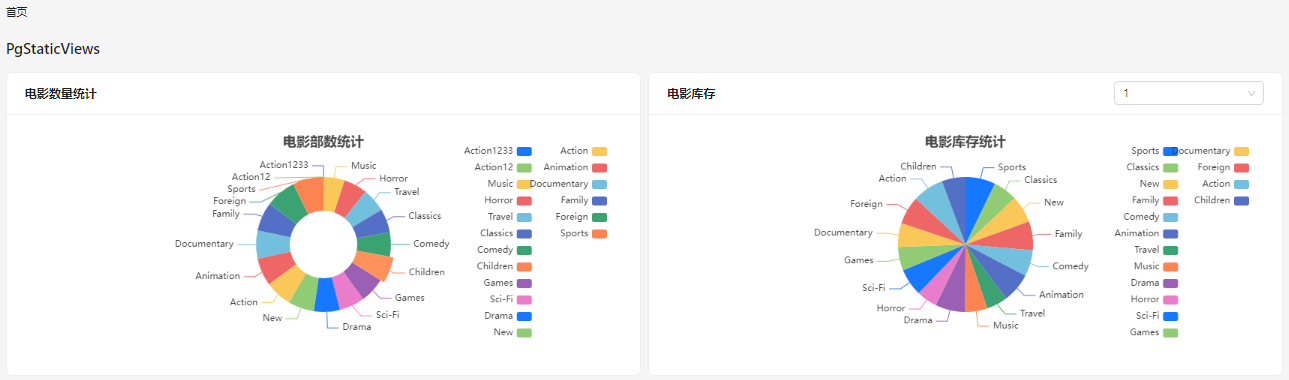 首页
PgStaticViews
电影数量统计
电影部数统计
Action1233
Music
Action12
Horror
Sports
Travel
Foreign
Family
Classics
Documentary
Comedy
Animation
Children
Action
Games
New
Sci-Fi
Drama
Action1233
Action12
Music
Horror
Travel
Classics
Comedy
Children
Games
Sci-Fi
Drama
New
Action
Animation
Documentary
Family
Foreign
Sports
电影库存
1
电影库存统计
Children
Sports
Action
Classics
Foreign
New
Documentary
Family
Games
Comedy
Sci-Fi
Animation
Horror
Travel
Drama
Music
Sports
Classics
New
Family
Comedy
Animation
Travel
Music
Drama
Horror
Sci-Fi
Games
Documentary
Foreign
Action
Children